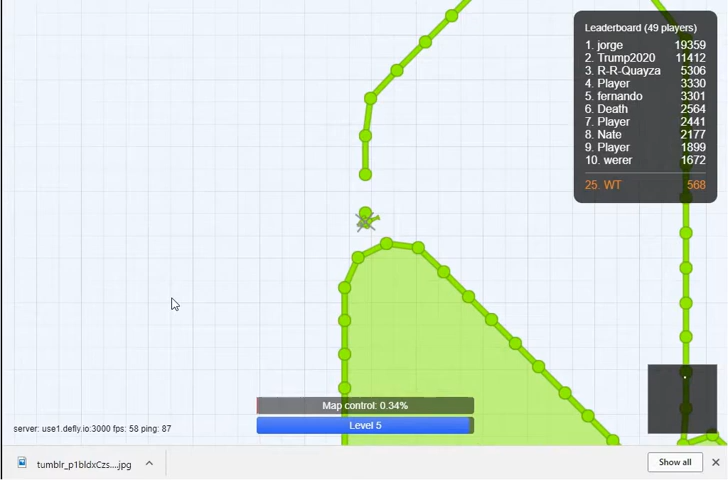 Leaderboard (49 players)
1. jorge 19359
2. Trump2020 11412
3. R-R-Quayza 5306
4. Player 3330
5. fernando 3301
6. Death 2564
7. Player 2441
8. Nate 2177
9. Player 1899
10. werer 1672
25. WT 568
Map control: 0.34%
Level 5
server: use1.defly.io:3000 fps: 58 ping: 87
tumblr_p1bldxCzs....jpg
Show all